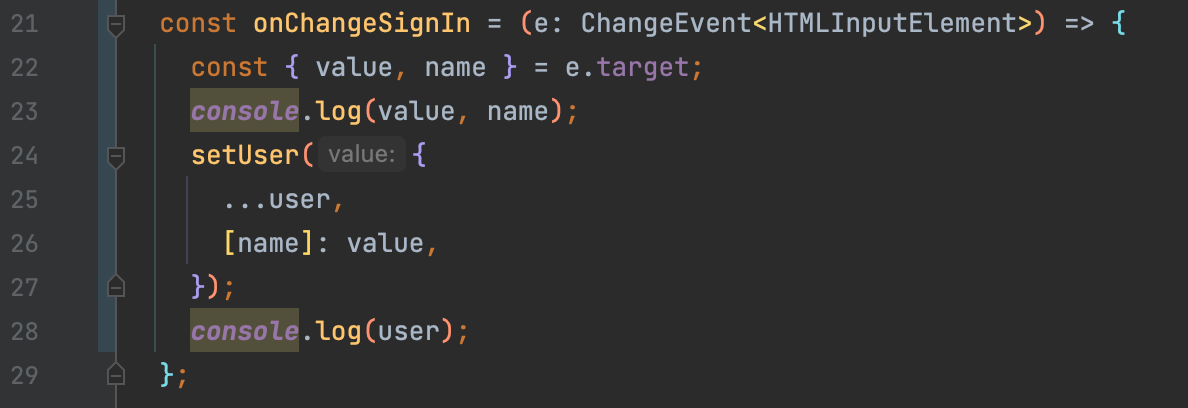 21 const onChangeSignIn = (e: ChangeEvent<HTMLInputElement>) => {
22 const { value, name } = e.target;
23 console.log(value, name);
24 setUser( value: {
25 ...user,
26 [name]: value,
27 });
28 console.log(user);
29 };